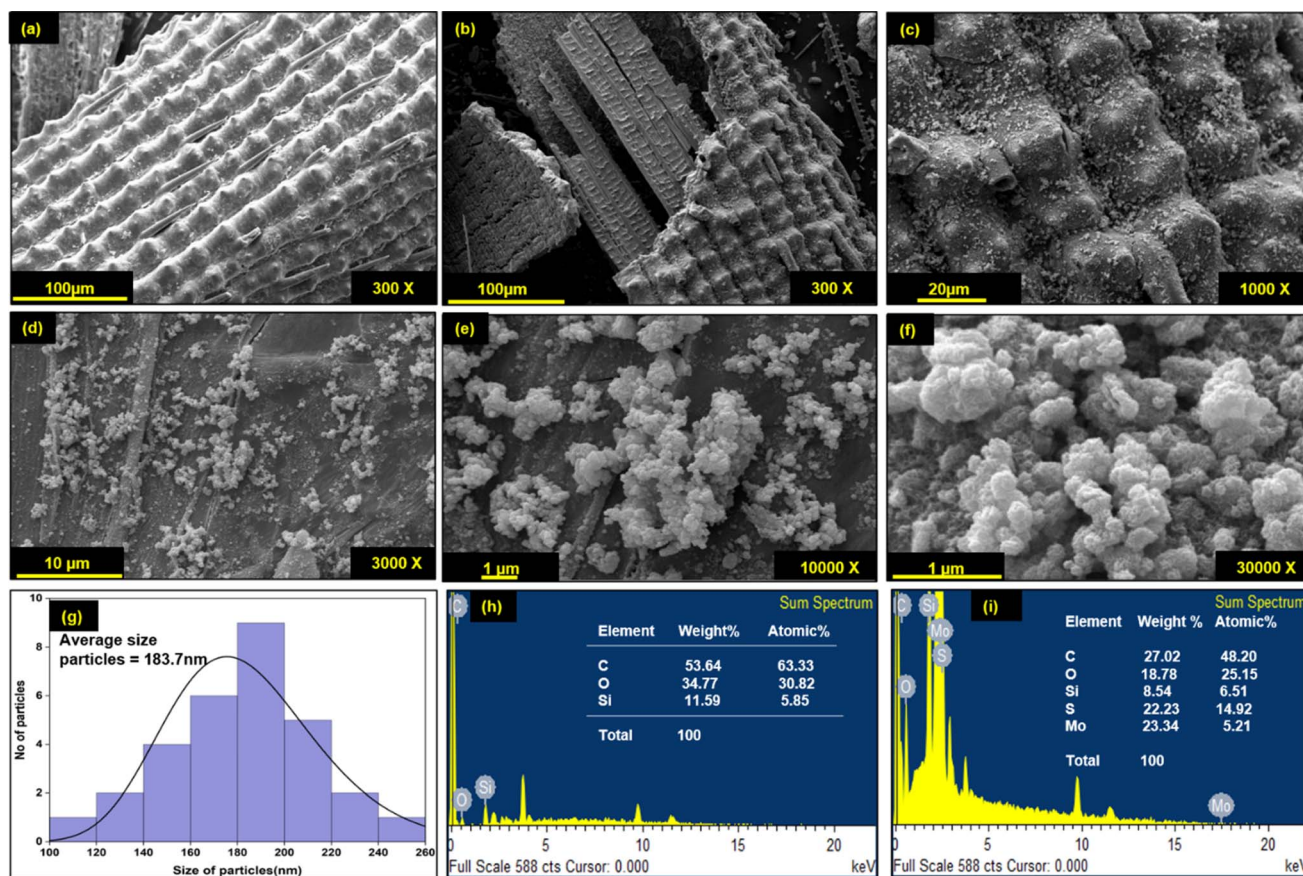 (a)
100µm 300 X
(b)
100µm 300 X
(c)
20µm 1000 X
(d)
10 µm 3000 X
(e)
1 µm 10000 X
(f)
1 µm 30000 X
(g)
Average size
particles = 183.7nm
No of particles
10
8
6
4
2
0
100 120 140 160 180 200 220 240 260
Size of particles(nm)
(h)
Sum Spectrum
C
O
Si
Element Weight% Atomic%
C 53.64 63.33
O 34.77 30.82
Si 11.59 5.85
Total 100
0 5 10 15 20
Full Scale 588 cts Cursor: 0.000 keV
(i)
Sum Spectrum
C
O
Si
Mo
S
Mo
Element Weight % Atomic%
C 27.02 48.20
O 18.78 25.15
Si 8.54 6.51
S 22.23 14.92
Mo 23.34 5.21
Total 100
0 5 10 15 20
Full Scale 588 cts Cursor: 0.000 keV